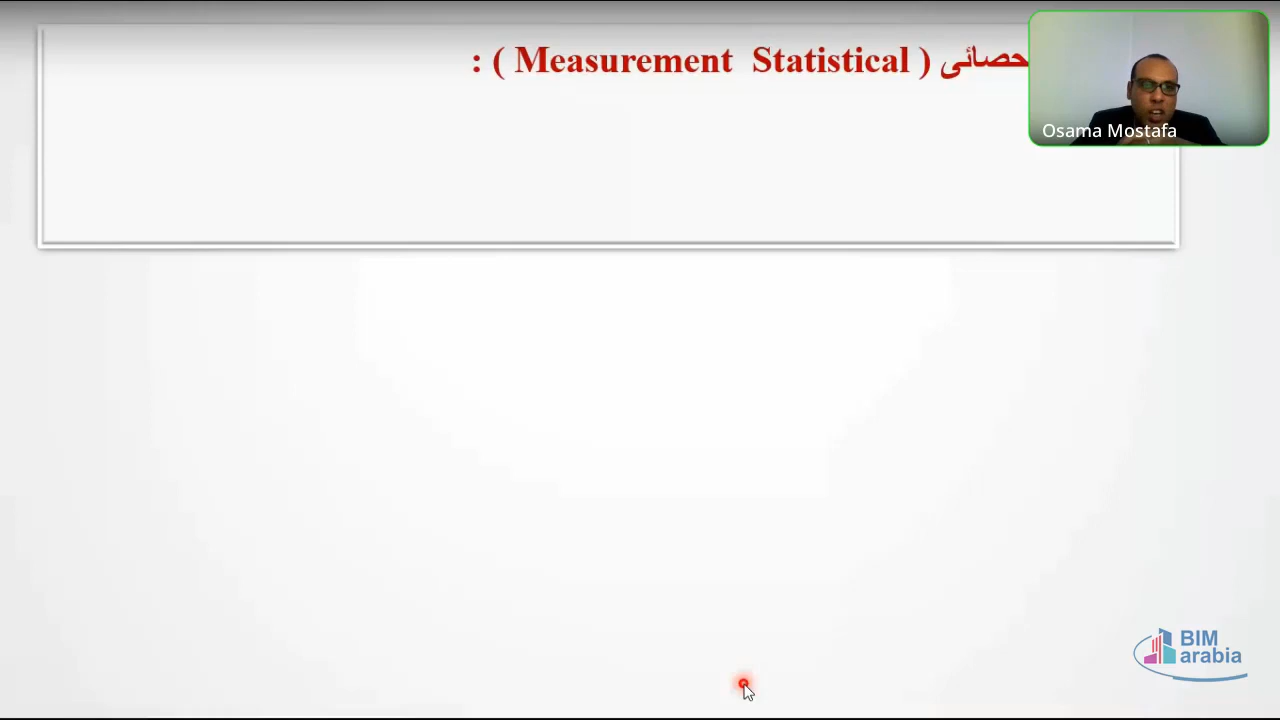 حصائى ( Measurement Statistical ) :
Osama Mostafa
BIM
arabia